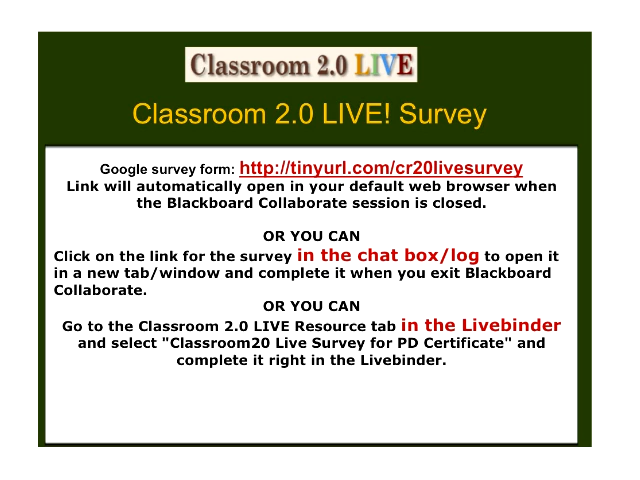 Classroom 2.0 LIVE
Classroom 2.0 LIVE! Survey
Google survey form: http://tinyurl.com/cr20livesurvey
Link will automatically open in your default web browser when
the Blackboard Collaborate session is closed.
OR YOU CAN
Click on the link for the survey in the chat box/log to open it
in a new tab/window and complete it when you exit Blackboard
Collaborate.
OR YOU CAN
Go to the Classroom 2.0 LIVE Resource tab in the Livebinder
and select "Classroom20 Live Survey for PD Certificate" and
complete it right in the Livebinder.